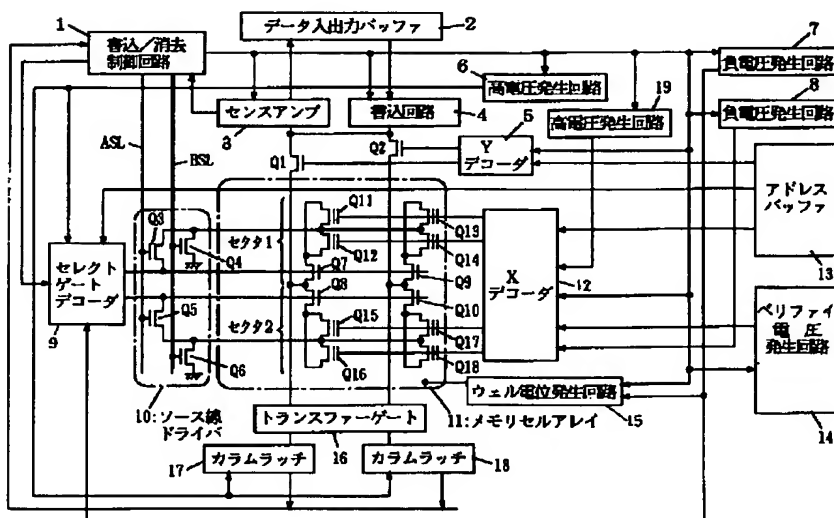 1
書込/消去
制御回路
データ入出力バッファ
2
7
負電圧発生回路
6
高電圧発生回路
8
負電圧発生回路
センスアンプ
3
書込回路
4
19
高電圧発生回路
5
Y
デコーダ
ASL
BSL
Q1
Q2
アドレス
バッファ
13
Q3
Q4
セレクト
ゲート
デコーダ
9
Q5
Q6
セクタ1
セクタ2
Q11
Q12
Q7
Q8
Q15
Q16
Q13
Q14
Q9
Q10
Q17
Q18
X
デコーダ
12
ベリファイ
電圧
発生回路
14
10:ソース線
ドライバ
ウェル電位発生回路
15
11:メモリセルアレイ
トランスファーゲート
16
17
カラムラッチ
カラムラッチ
18